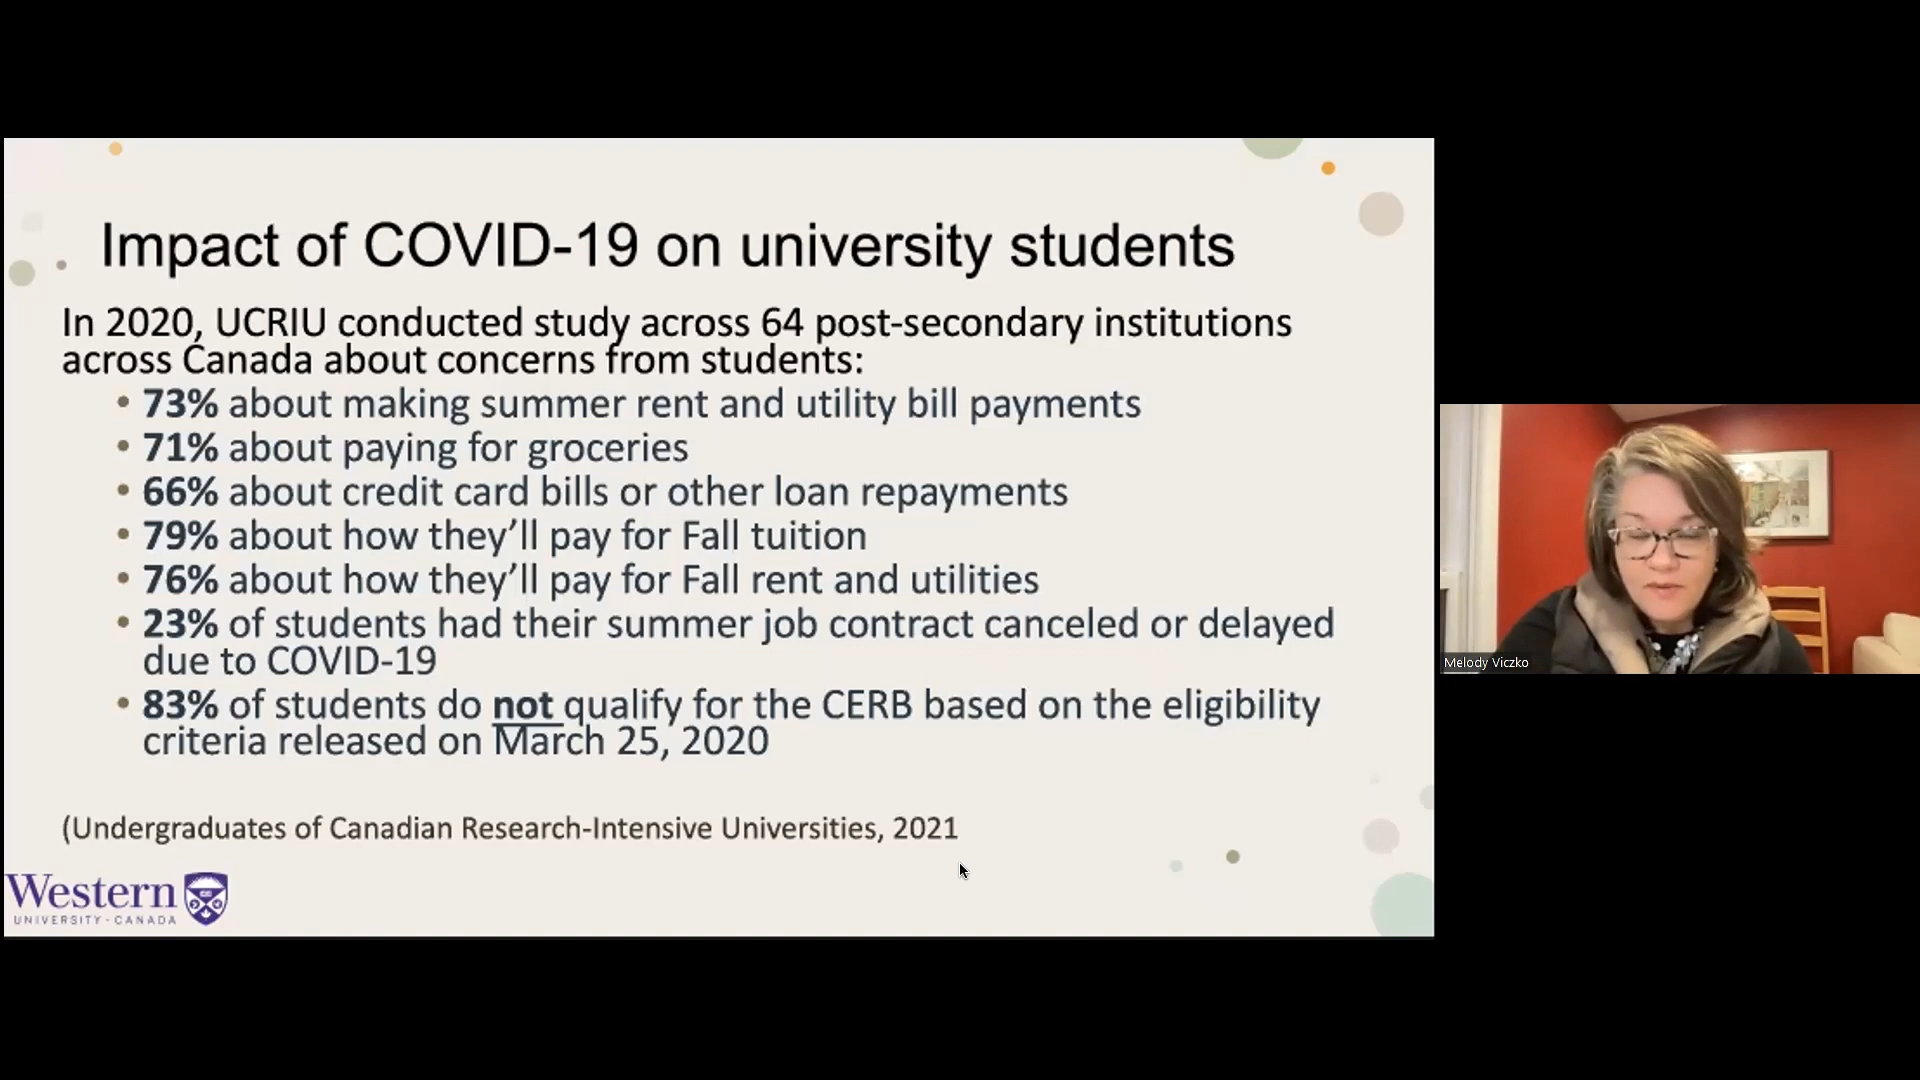 Impact of COVID-19 on university students
In 2020, UCRIU conducted study across 64 post-secondary institutions
across Canada about concerns from students:
• 73% about making summer rent and utility bill payments
• 71% about paying for groceries
• 66% about credit card bills or other loan repayments
• 79% about how they'll pay for Fall tuition
• 76% about how they'll pay for Fall rent and utilities
• 23% of students had their summer job contract canceled or delayed
due to COVID-19
• 83% of students do not qualify for the CERB based on the eligibility
criteria released on March 25, 2020
(Undergraduates of Canadian Research-Intensive Universities, 2021
Western
UNIVERSITY · CANADA
Melody Viczko